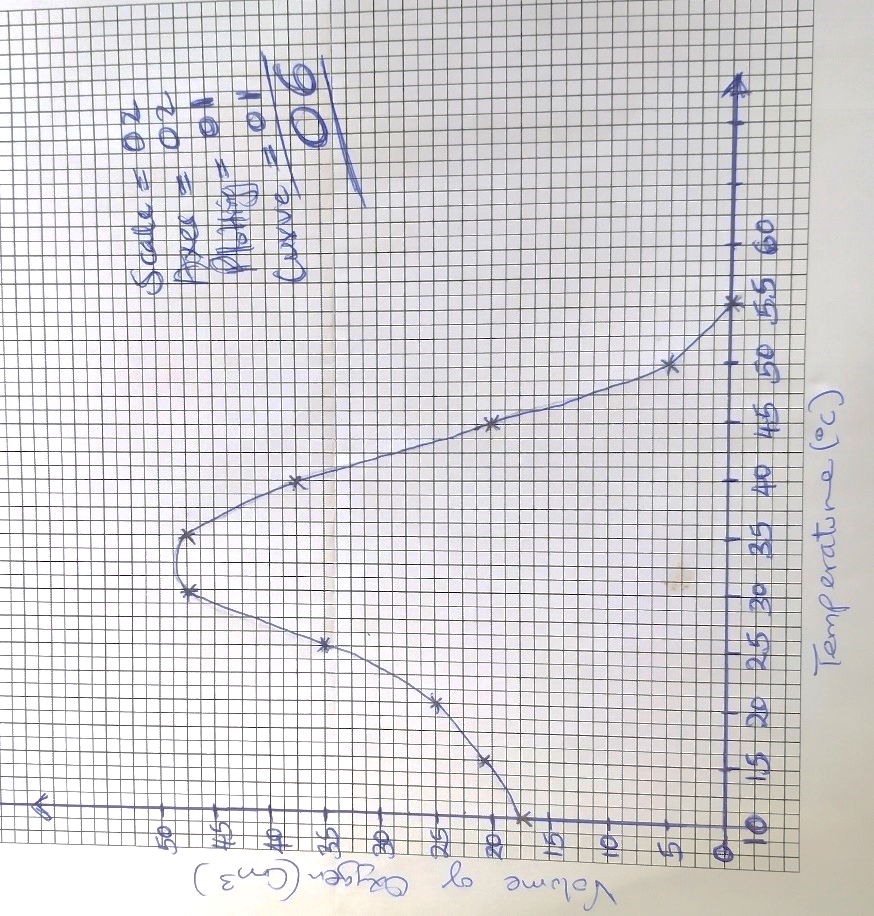 Scale = 02
Axes = 02
Plotting = 01
Curve = 01
06
50
45
40
35
30
25
20
15
10
5
0
Volume of Oxygen (Cm3)
10 15 20 25 30 35 40 45 50 55 60
Temperature (°C)